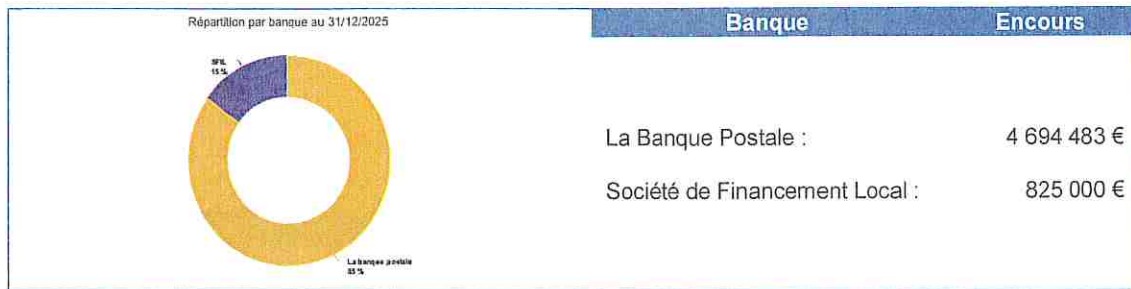 Répartition par banque au 31/12/2025
SFIL
15 %
La banque postale
85 %
Banque Encours
La Banque Postale : 4 694 483 €
Société de Financement Local : 825 000 €